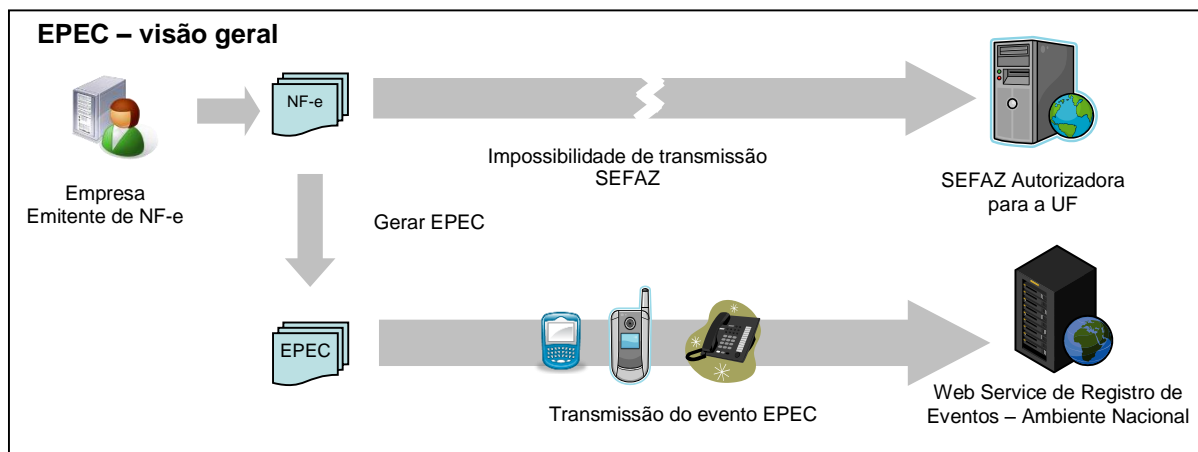 EPEC – visão geral
NF-e
Impossibilidade de transmissão
SEFAZ
Empresa
Emitente de NF-e
SEFAZ Autorizadora
para a UF
Gerar EPEC
EPEC
Transmissão do evento EPEC
Web Service de Registro de
Eventos – Ambiente Nacional